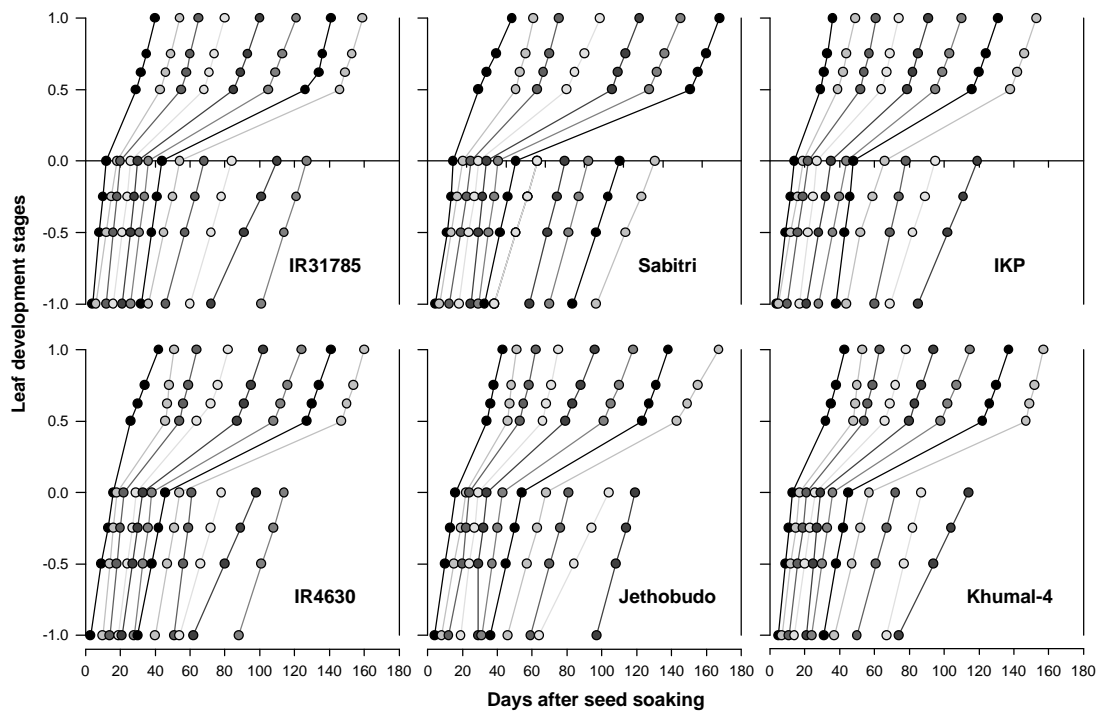 1.0
0.5
0.0
-0.5
-1.0
IR31785
Sabitri
IKP
Leaf development stages
1.0
0.5
0.0
-0.5
-1.0
IR4630
Jethobudo
Khumal-4
0 20 40 60 80 100 120 140 160 180
0 20 40 60 80 100 120 140 160 180
0 20 40 60 80 100 120 140 160 180
Days after seed soaking